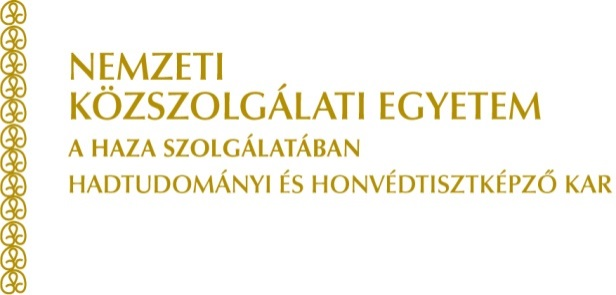 NEMZETI
KÖZSZOLGÁLATI EGYETEM
A HAZA SZOLGÁLATÁBAN
HADTUDOMÁNYI ÉS HONVÉDTISZTKÉPZŐ KAR